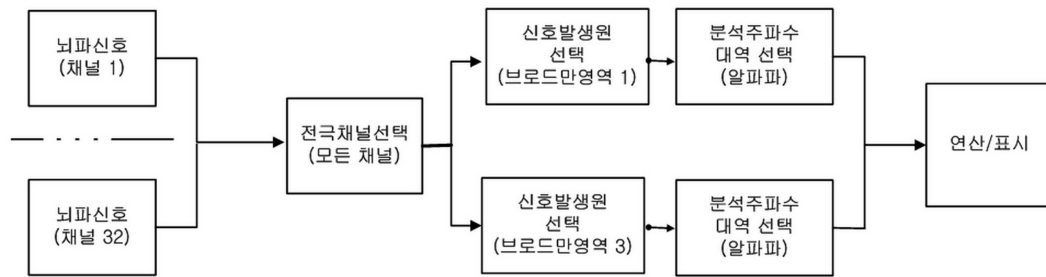 뇌파신호
(채널 1)
뇌파신호
(채널 32)
전극채널선택
(모든 채널)
신호발생원
선택
(브로드만영역 1)
분석주파수
대역 선택
(알파파)
신호발생원
선택
(브로드만영역 3)
분석주파수
대역 선택
(알파파)
연산/표시